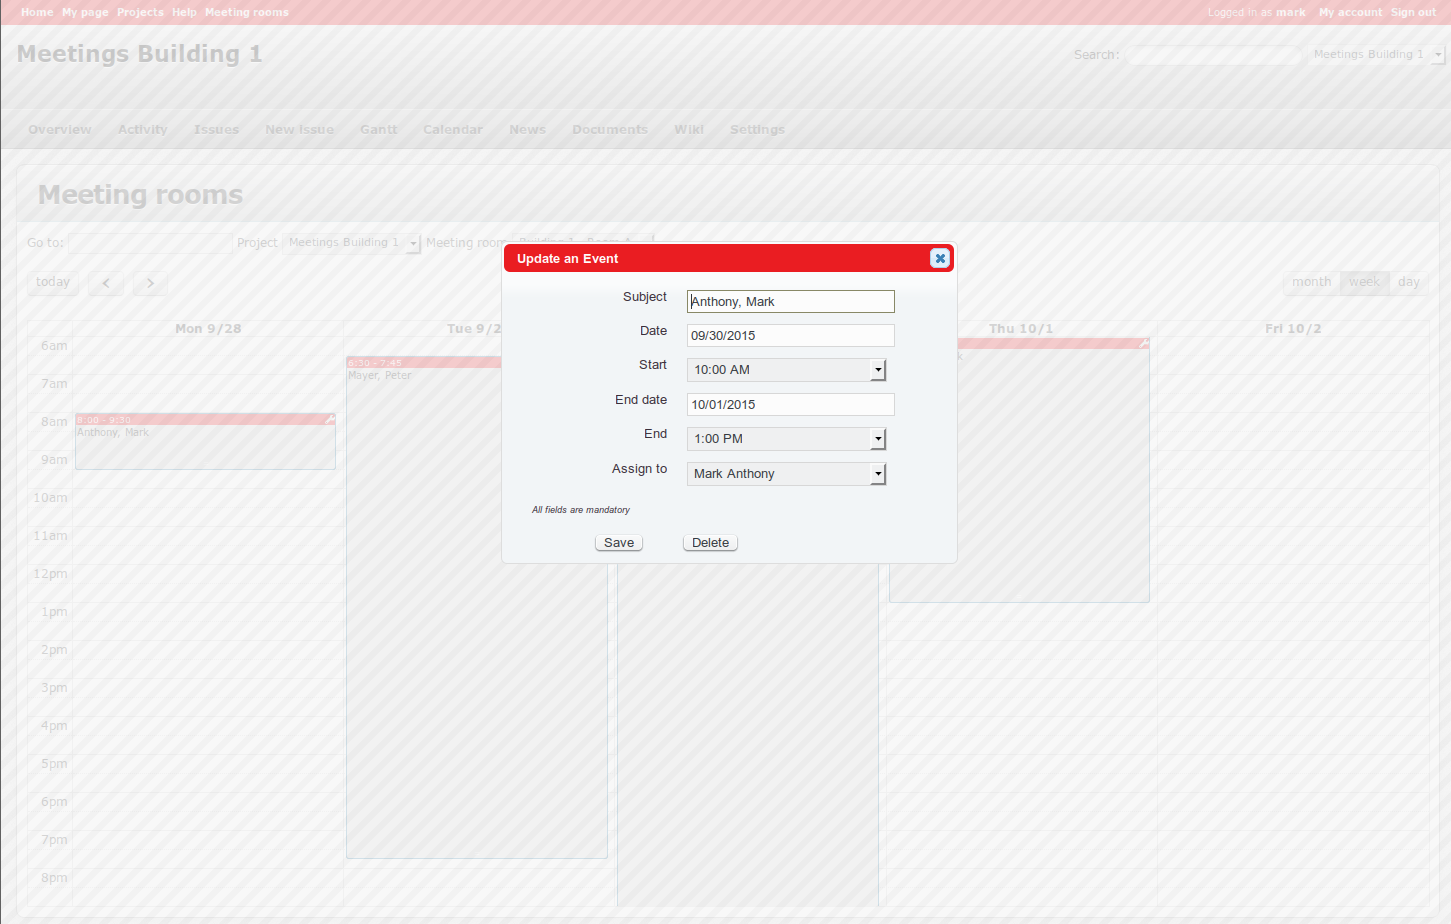 Home My page Projects Help Meeting rooms Logged in as mark My account Sign out
Meetings Building 1 Search: Meetings Building 1
Overview Activity Issues New issue Gantt Calendar News Documents Wiki Settings
Meeting rooms
Go to: Project Meetings Building 1 Meeting room
today < > month week day
Mon 9/28 Tue 9/2 Thu 10/1 Fri 10/2
6am
7am
8am
9am
10am
11am
12pm
1pm
2pm
3pm
4pm
5pm
6pm
7pm
8pm
8:00 - 9:30
Anthony, Mark
6:30 - 7:45
Mayer, Peter
k
Update an Event
Subject Anthony, Mark
Date 09/30/2015
Start 10:00 AM
End date 10/01/2015
End 1:00 PM
Assign to Mark Anthony
All fields are mandatory
Save Delete